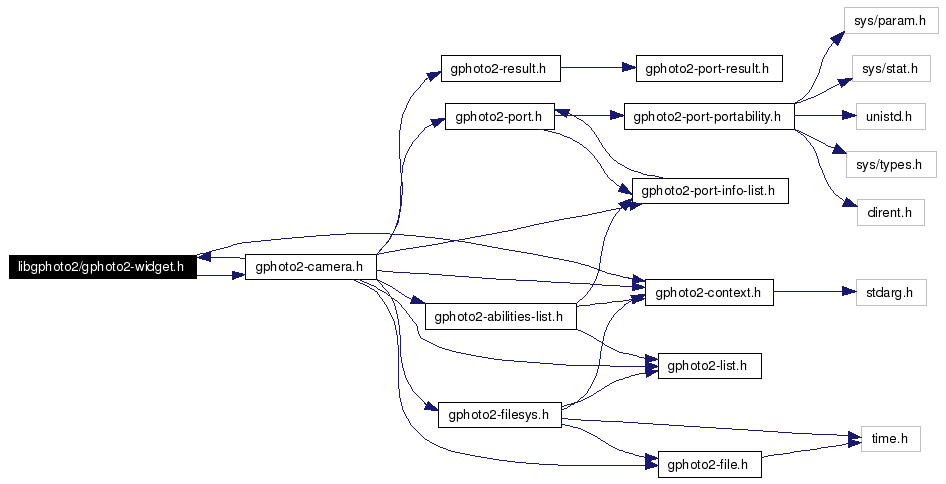 sys/param.h
gphoto2-result.h
gphoto2-port-result.h
sys/stat.h
gphoto2-port.h
gphoto2-port-portability.h
unistd.h
sys/types.h
gphoto2-port-info-list.h
dirent.h
libgphoto2/gphoto2-widget.h
gphoto2-camera.h
gphoto2-context.h
stdarg.h
gphoto2-abilities-list.h
gphoto2-list.h
gphoto2-filesys.h
time.h
gphoto2-file.h